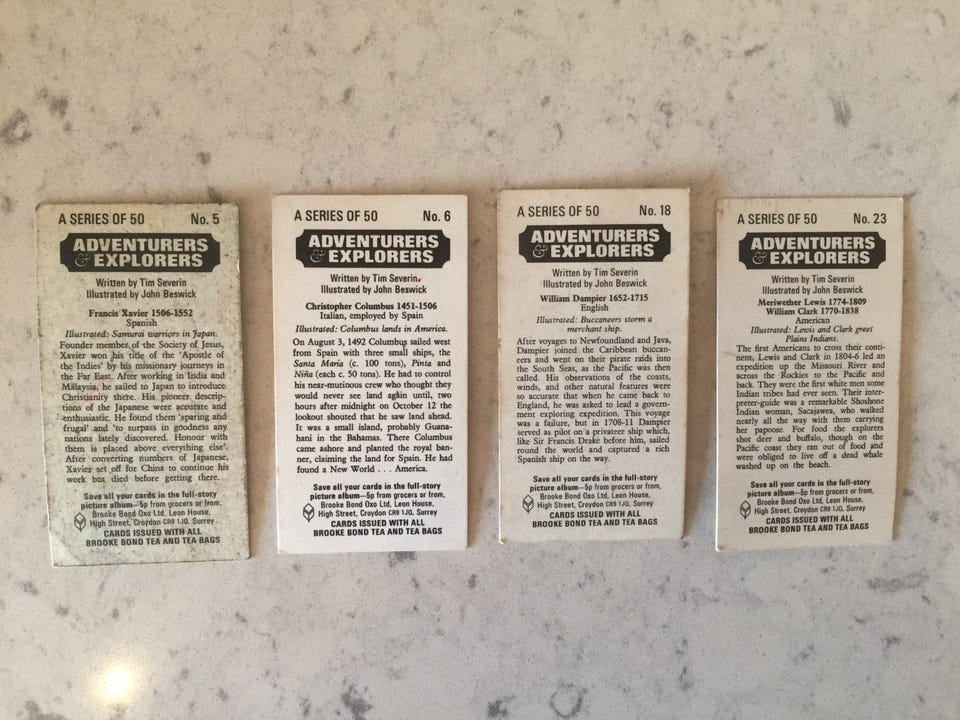 A SERIES OF 50 No. 5
ADVENTURERS
& EXPLORERS
Written by Tim Severin
Illustrated by John Beswick
Francis Xavier 1506-1552
Spanish
Illustrated: Samurai warriors in Japan.
Founder member of the Society of Jesus,
Xavier won his title of the 'Apostle of
the Indies' by his missionary journeys in
the Far East. After working in India and
Malaysia, he sailed to Japan to introduce
Christianity there. His pioneer descrip-
tions of the Japanese were accurate and
enthusiastic. He found them 'sparing and
frugal' and 'to surpass in goodness any
nations lately discovered. Honour with
them is placed above everything else'.
After converting numbers of Japanese,
Xavier set off for China to continue his
work but died before getting there.
Save all your cards in the full-story
picture album—5p from grocers or from,
Brooke Bond Oxo Ltd, Leon House,
High Street, Croydon CR9 1JQ, Surrey
CARDS ISSUED WITH ALL
BROOKE BOND TEA AND TEA BAGS
A SERIES OF 50 No. 6
ADVENTURERS
& EXPLORERS
Written by Tim Severin.
Illustrated by John Beswick
Christopher Columbus 1451-1506
Italian, employed by Spain
Illustrated: Columbus lands in America.
On August 3, 1492 Columbus sailed west
from Spain with three small ships, the
Santa Maria (c. 100 tons), Pinta and
Niña (each c. 50 tons). He had to control
his near-mutinous crew who thought they
would never see land again until, two
hours after midnight on October 12 the
lookout shouted that he saw land ahead.
It was a small island, probably Guana-
hani in the Bahamas. There Columbus
came ashore and planted the royal ban-
ner, claiming the land for Spain. He had
found a New World . . . America.
Save all your cards in the full-story
picture album—5p from grocers or from,
Brooke Bond Oxo Ltd, Leon House,
High Street, Croydon CR9 1JQ, Surrey
CARDS ISSUED WITH ALL
BROOKE BOND TEA AND TEA BAGS
A SERIES OF 50 No. 18
ADVENTURERS
& EXPLORERS
Written by Tim Severin
Illustrated by John Beswick
William Dampier 1652-1715
English
Illustrated: Buccaneers storm a
merchant ship.
After voyages to Newfoundland and Java,
Dampier joined the Caribbean buccan-
eers and went on their pirate raids into
the South Seas, as the Pacific was then
called. His observations of the coasts,
winds, and other natural features were
so accurate that when he came back to
England, he was asked to lead a govern-
ment exploring expedition. This voyage
was a failure, but in 1708-11 Dampier
served as pilot on a privateer ship which,
like Sir Francis Drake before him, sailed
round the world and captured a rich
Spanish ship on the way.
Save all your cards in the full-story
picture album—5p from grocers or from,
Brooke Bond Oxo Ltd, Leon House,
High Street, Croydon CR9 1JQ, Surrey
CARDS ISSUED WITH ALL
BROOKE BOND TEA AND TEA BAGS
A SERIES OF 50 No. 23
ADVENTURERS
& EXPLORERS
Written by Tim Severin
Illustrated by John Beswick
Meriwether Lewis 1774-1809
William Clark 1770-1838
American
Illustrated: Lewis and Clark greet
Plains Indians.
The first Americans to cross their conti-
nent, Lewis and Clark in 1804-6 led an
expedition up the Missouri River and
across the Rockies to the Pacific and
back. They were the first white men some
Indian tribes had ever seen. Their inter-
preter-guide was a remarkable Shoshone
Indian woman, Sacajawea, who walked
nearly all the way with them carrying
her papoose. For food the explorers
shot deer and buffalo, though on the
Pacific coast they ran out of food and
were obliged to live off a dead whale
washed up on the beach.
Save all your cards in the full-story
picture album—5p from grocers or from,
Brooke Bond Oxo Ltd, Leon House,
High Street, Croydon CR9 1JQ, Surrey
CARDS ISSUED WITH ALL
BROOKE BOND TEA AND TEA BAGS